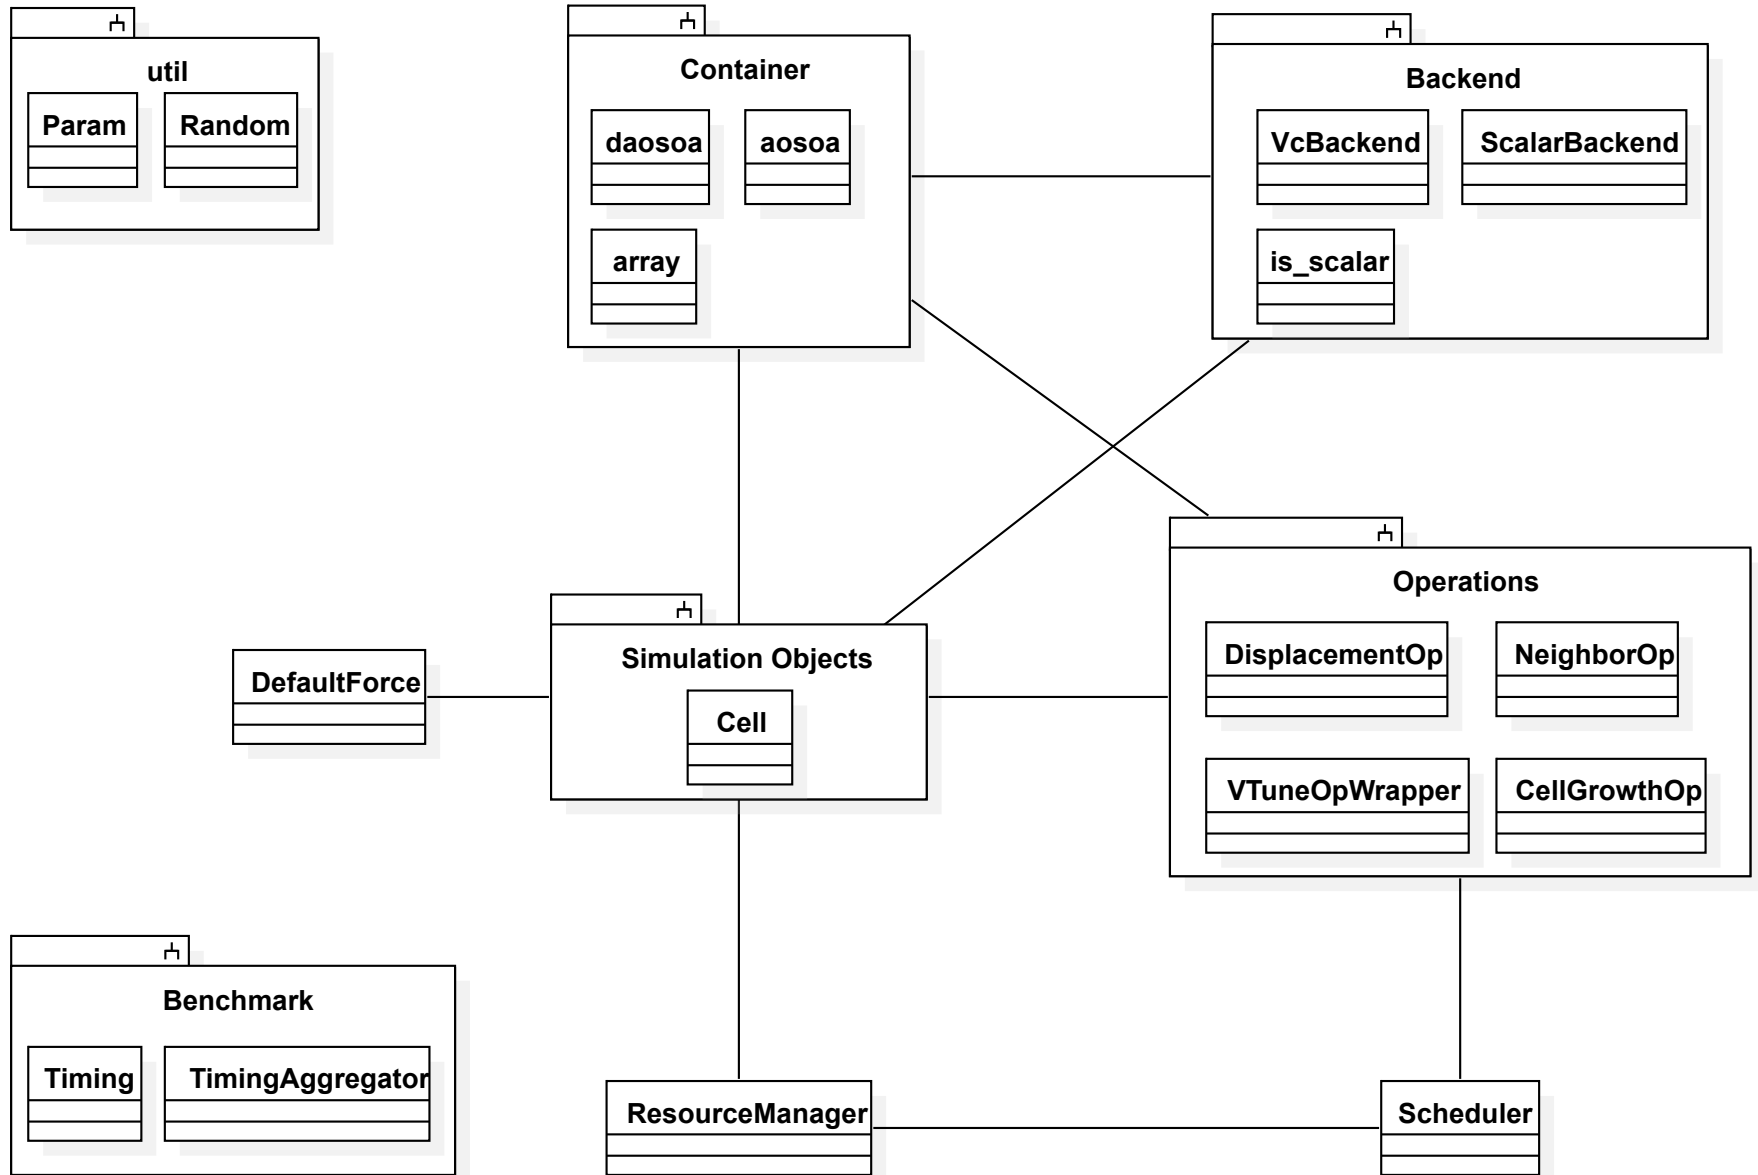 util
Param
Random
Container
daosoa
aosoa
array
Backend
VcBackend
ScalarBackend
is_scalar
Operations
DisplacementOp
NeighborOp
VTuneOpWrapper
CellGrowthOp
Simulation Objects
Cell
DefaultForce
Benchmark
Timing
TimingAggregator
ResourceManager
Scheduler